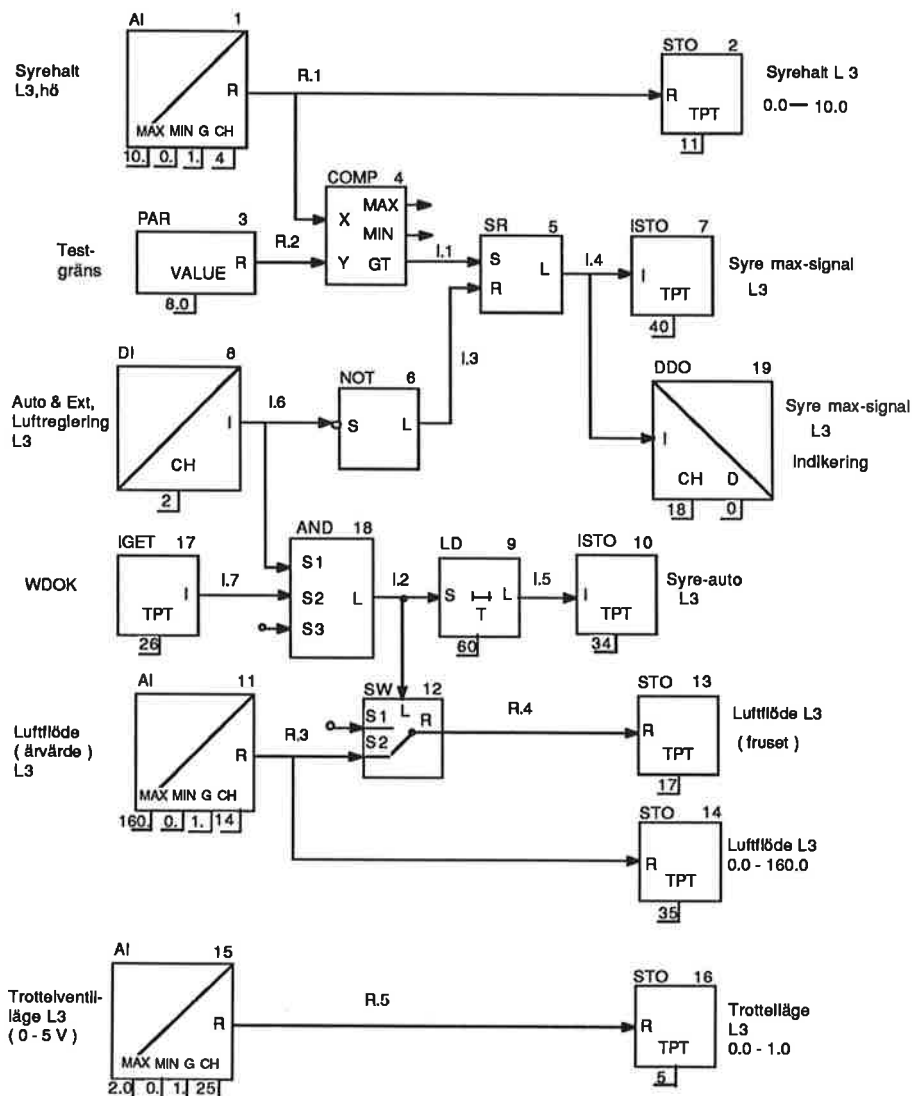 AI 1
Syrehalt
L3,hö
R
MAX MIN G CH
10. 0. 1. 4
R.1
STO 2
R
TPT
11
Syrehalt L 3
0.0— 10.0
COMP 4
X MAX
MIN
Y GT
PAR 3
Test-
gräns
R
VALUE
8.0
R.2
I.1
SR 5
S
L
R
I.4
ISTO 7
I
TPT
40
Syre max-signal
L3
DI 8
Auto & Ext,
Luftreglering
L3
I
CH
2
I.6
NOT 6
S L
I.3
DDO 19
I
CH D
18 0
Syre max-signal
L3
Indikering
IGET 17
WDOK
I
TPT
26
I.7
AND 18
S1
S2 L
S3
I.2
LD 9
S L
T
60
I.5
ISTO 10
I
TPT
34
Syre-auto
L3
AI 11
Luftflöde
( ärvärde )
L3
R
MAX MIN G CH
160. 0. 1. 14
R.3
SW 12
S1 L R
S2
R.4
STO 13
R
TPT
17
Luftflöde L3
( fruset )
STO 14
R
TPT
35
Luftflöde L3
0.0 - 160.0
AI 15
Trottelventil-
läge L3
( 0 - 5 V )
R
MAX MIN G CH
2.0 0. 1. 25
R.5
STO 16
R
TPT
5
Trottelläge
L3
0.0 - 1.0